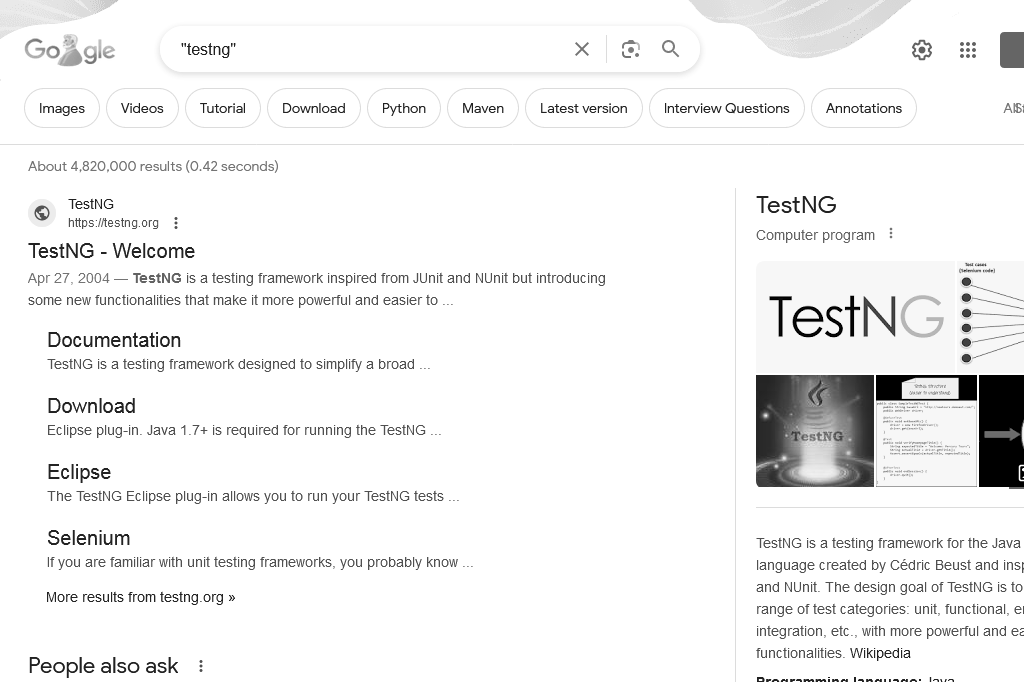 Google
"testng"
Images
Videos
Tutorial
Download
Python
Maven
Latest version
Interview Questions
Annotations
About 4,820,000 results (0.42 seconds)
TestNG
https://testng.org
TestNG - Welcome
Apr 27, 2004 — TestNG is a testing framework inspired from JUnit and NUnit but introducing
some new functionalities that make it more powerful and easier to ...
Documentation
TestNG is a testing framework designed to simplify a broad ...
Download
Eclipse plug-in. Java 1.7+ is required for running the TestNG ...
Eclipse
The TestNG Eclipse plug-in allows you to run your TestNG tests ...
Selenium
If you are familiar with unit testing frameworks, you probably know ...
More results from testng.org »
People also ask
TestNG
Computer program
TestNG
Test cases
(Selenium code)
TestNG
TestNG is a testing framework for the Java
language created by Cédric Beust and insp
and NUnit. The design goal of TestNG is to
range of test categories: unit, functional, e
integration, etc., with more powerful and ea
functionalities. Wikipedia
Programming language: Java